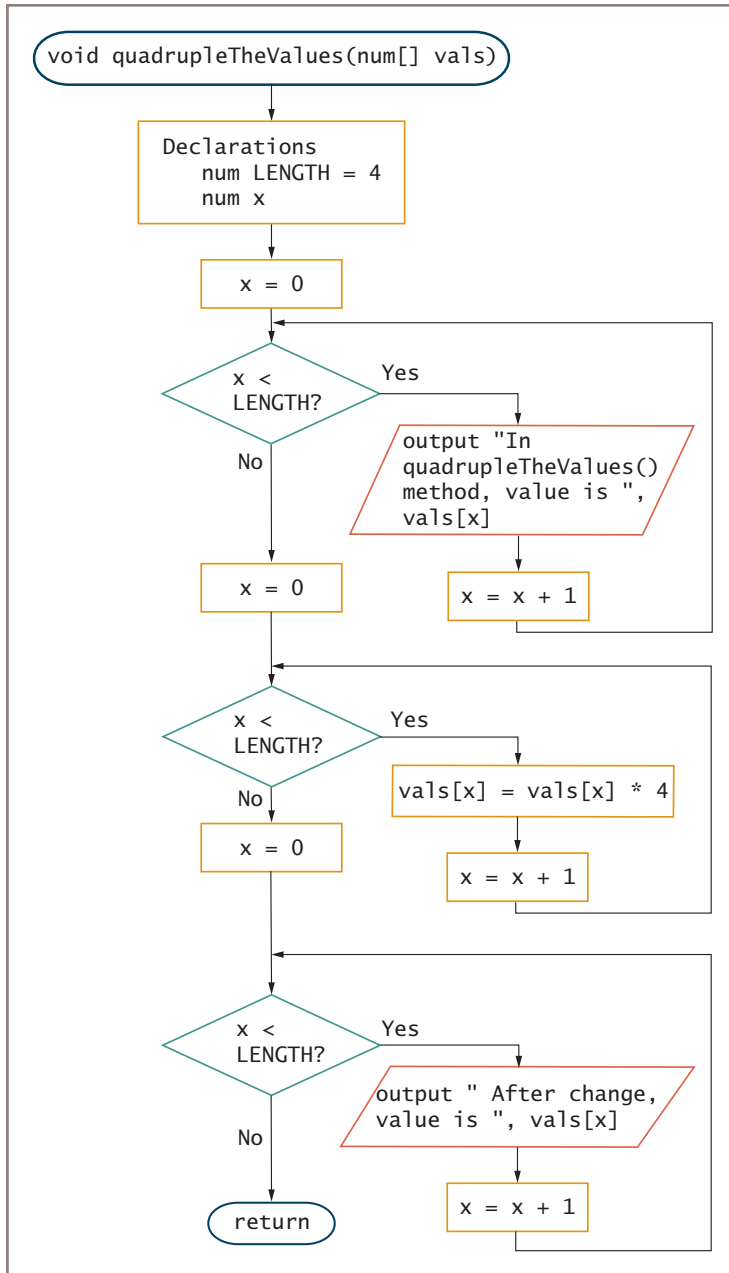 void quadrupleTheValues(num[] vals)
Declarations
num LENGTH = 4
num x
x = 0
x <
LENGTH?
Yes
No
output "In
quadrupleTheValues()
method, value is ",
vals[x]
x = x + 1
x = 0
x <
LENGTH?
Yes
No
vals[x] = vals[x] * 4
x = x + 1
x = 0
x <
LENGTH?
Yes
No
output " After change,
value is ", vals[x]
x = x + 1
return